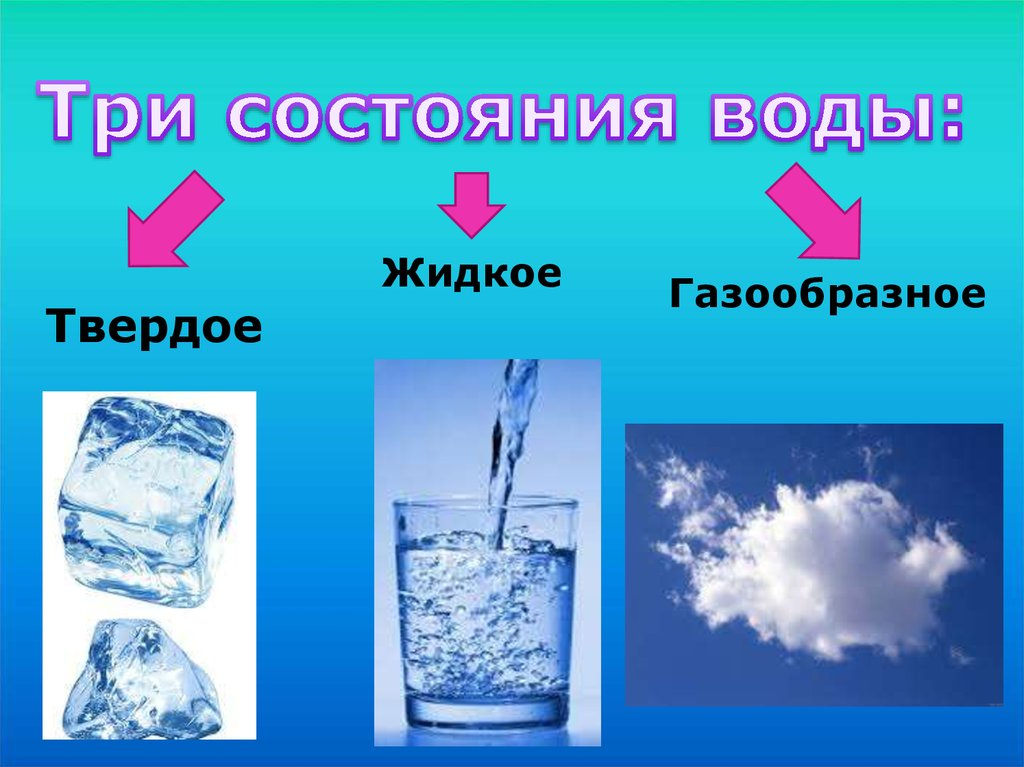 Три состояния воды:
Твердое
Жидкое
Газообразное